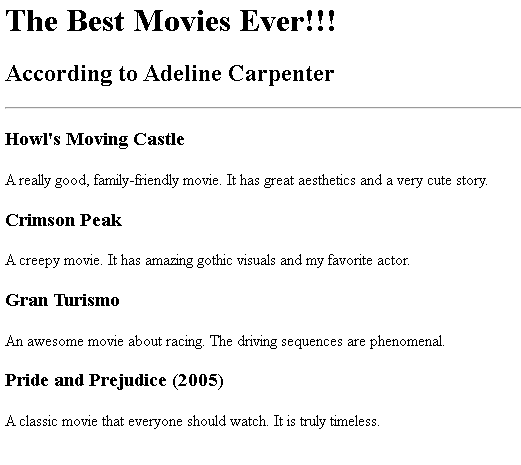 The Best Movies Ever!!!
According to Adeline Carpenter
Howl's Moving Castle
A really good, family-friendly movie. It has great aesthetics and a very cute story.
Crimson Peak
A creepy movie. It has amazing gothic visuals and my favorite actor.
Gran Turismo
An awesome movie about racing. The driving sequences are phenomenal.
Pride and Prejudice (2005)
A classic movie that everyone should watch. It is truly timeless.